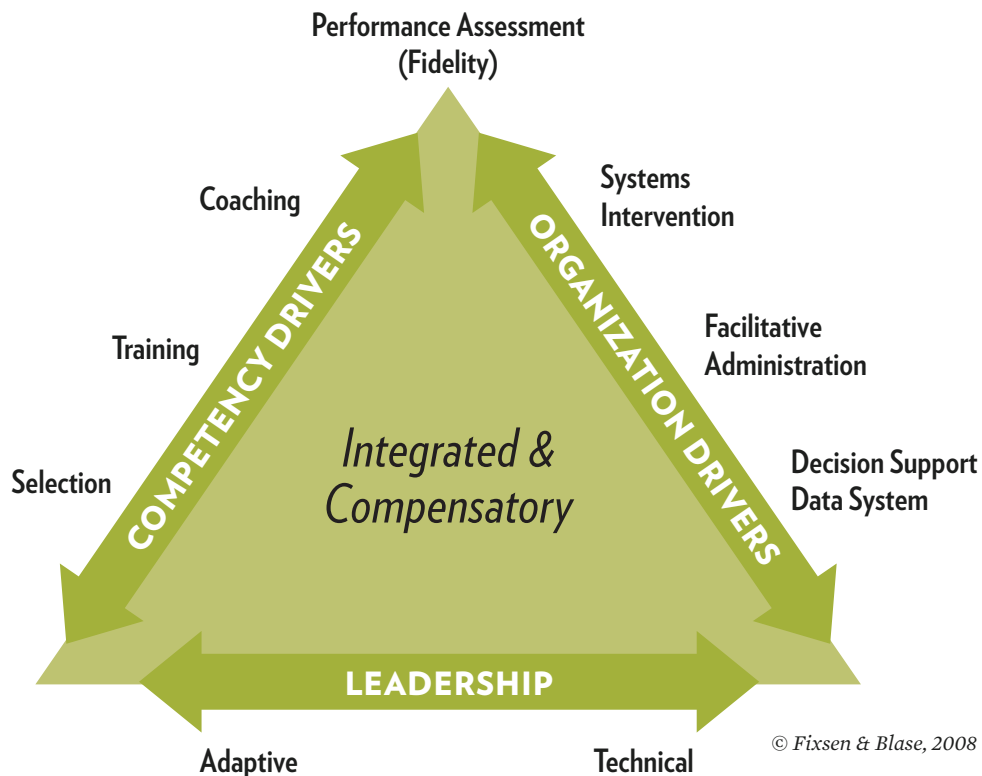 Performance Assessment
(Fidelity)
Coaching
Systems
Intervention
COMPETENCY DRIVERS
ORGANIZATION DRIVERS
Training
Facilitative
Administration
Integrated &
Compensatory
Selection
Decision Support
Data System
LEADERSHIP
Adaptive
Technical
© Fixsen & Blase, 2008